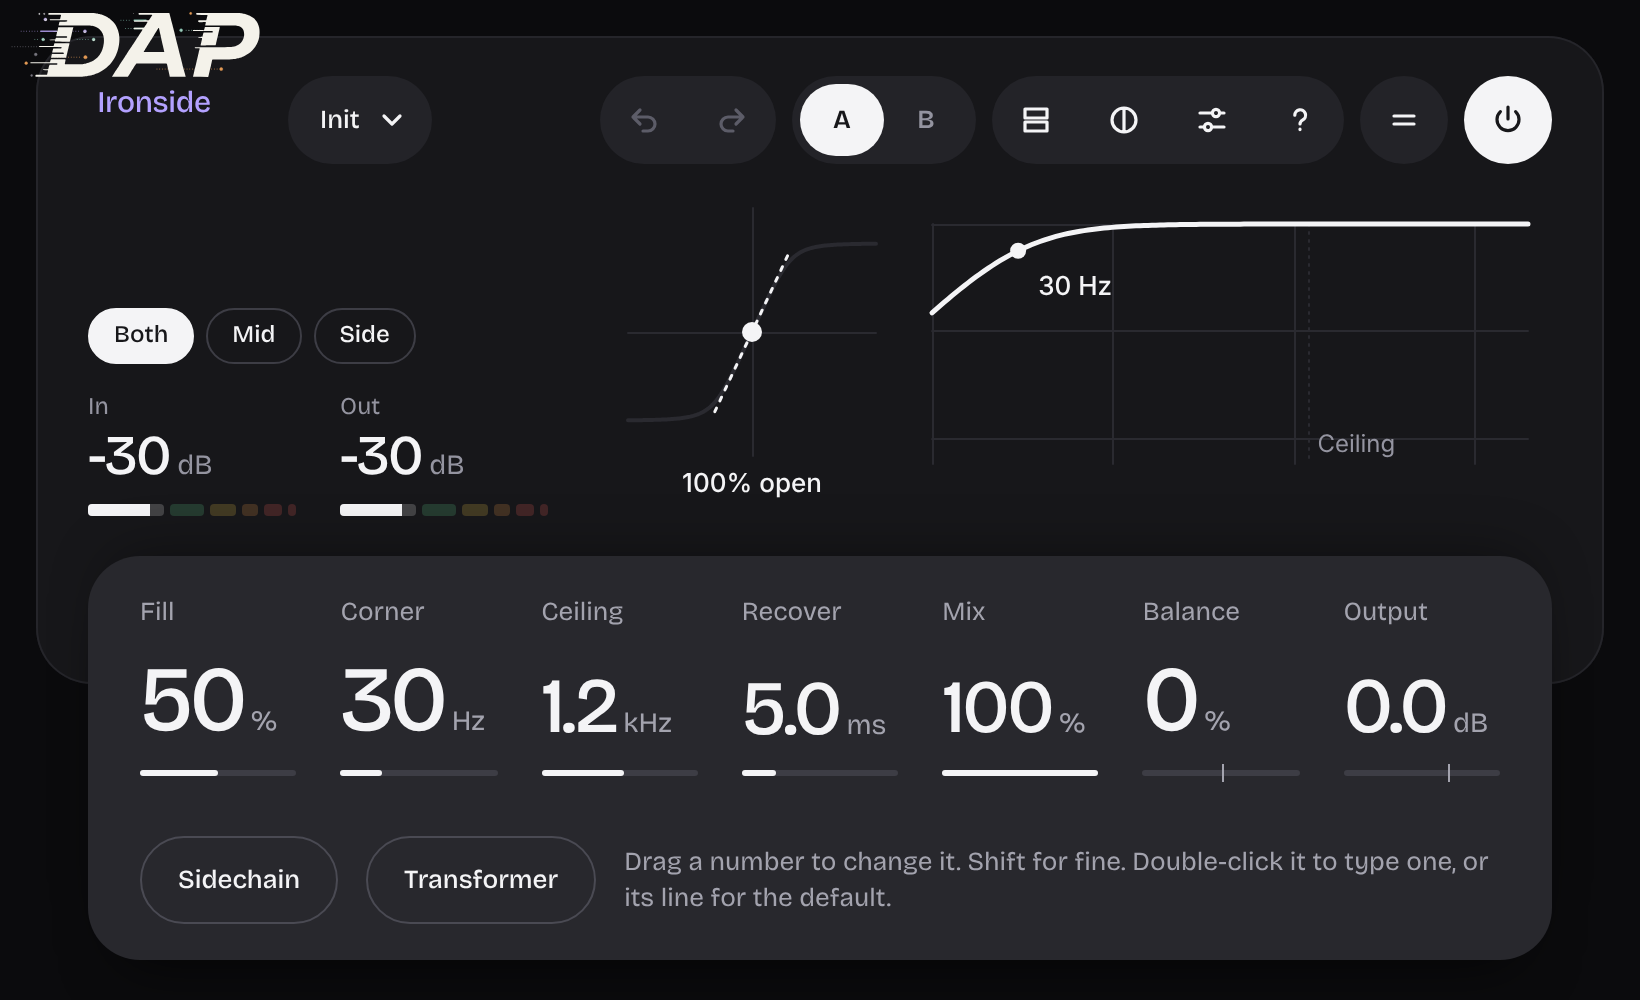 DAP
Ironside
Init
A
B
?
30 Hz
Both
Mid
Side
In
Out
-30 dB
-30 dB
Ceiling
100% open
Fill
Corner
Ceiling
Recover
Mix
Balance
Output
50 %
30 Hz
1.2 kHz
5.0 ms
100 %
0 %
0.0 dB
Sidechain
Transformer
Drag a number to change it. Shift for fine. Double-click it to type one, or
its line for the default.